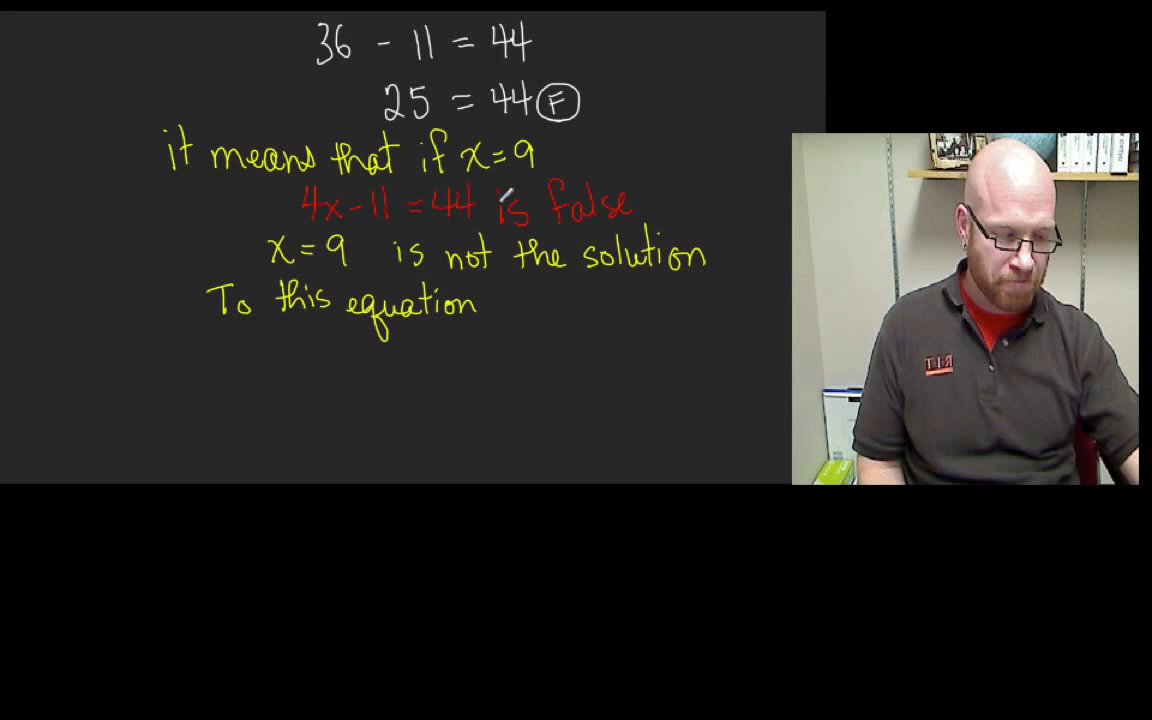 36 - 11 = 44
25 = 44 F
it means that if x = 9
4x - 11 = 44 is false
x = 9 is not the solution
To this equation
TIR